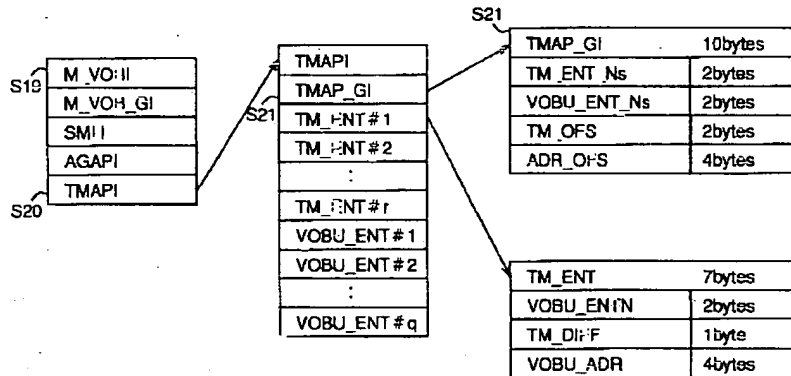 S19
M_VOBI
M_VOB_GI
SMLI
AGAPI
TMAPI
S20
TMAPI
TMAP_GI
S21
TM_ENT#1
TM_ENT#2
:
TM_ENT#r
VOBU_ENT#1
VOBU_ENT#2
:
VOBU_ENT#q
S21
TMAP_GI 10bytes
TM_ENT_Ns 2bytes
VOBU_ENT_Ns 2bytes
TM_OFS 2bytes
ADR_OFS 4bytes
TM_ENT 7bytes
VOBU_ENTN 2bytes
TM_DIFF 1byte
VOBU_ADR 4bytes